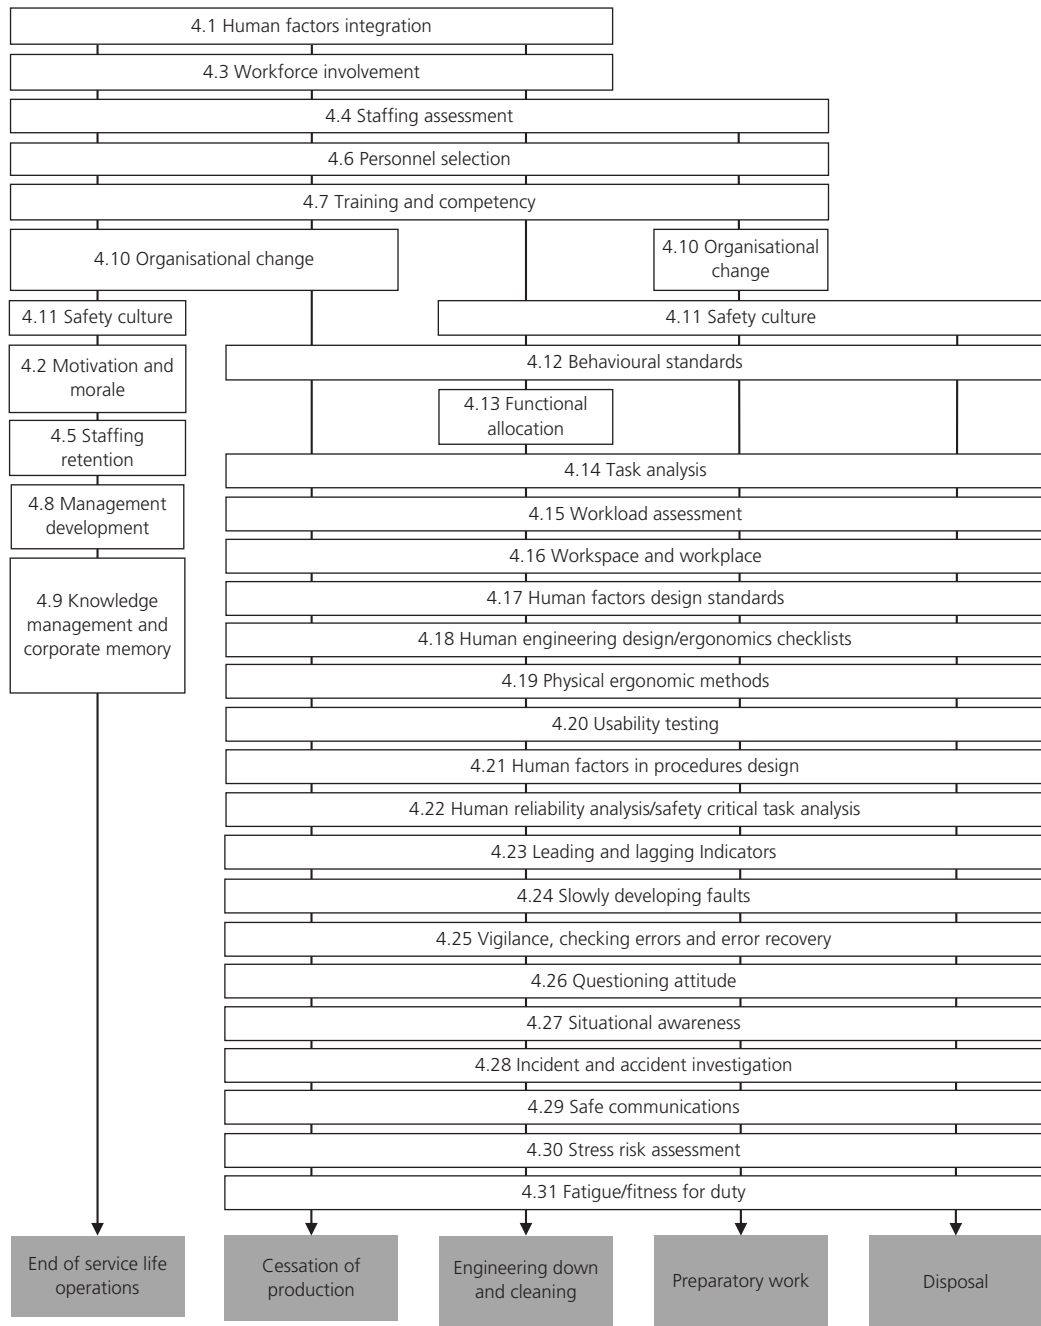 4.1 Human factors integration
4.3 Workforce involvement
4.4 Staffing assessment
4.6 Personnel selection
4.7 Training and competency
4.10 Organisational change
4.10 Organisational
change
4.11 Safety culture
4.11 Safety culture
4.2 Motivation and
morale
4.12 Behavioural standards
4.13 Functional
allocation
4.5 Staffing
retention
4.14 Task analysis
4.8 Management
development
4.15 Workload assessment
4.16 Workspace and workplace
4.9 Knowledge
management and
corporate memory
4.17 Human factors design standards
4.18 Human engineering design/ergonomics checklists
4.19 Physical ergonomic methods
4.20 Usability testing
4.21 Human factors in procedures design
4.22 Human reliability analysis/safety critical task analysis
4.23 Leading and lagging Indicators
4.24 Slowly developing faults
4.25 Vigilance, checking errors and error recovery
4.26 Questioning attitude
4.27 Situational awareness
4.28 Incident and accident investigation
4.29 Safe communications
4.30 Stress risk assessment
4.31 Fatigue/fitness for duty
End of service life
operations
Cessation of
production
Engineering down
and cleaning
Preparatory work
Disposal